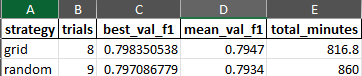 strategy trials best_val_f1 mean_val_f1 total_minutes
grid 8 0.798350538 0.7947 816.8
random 9 0.797086779 0.7934 860